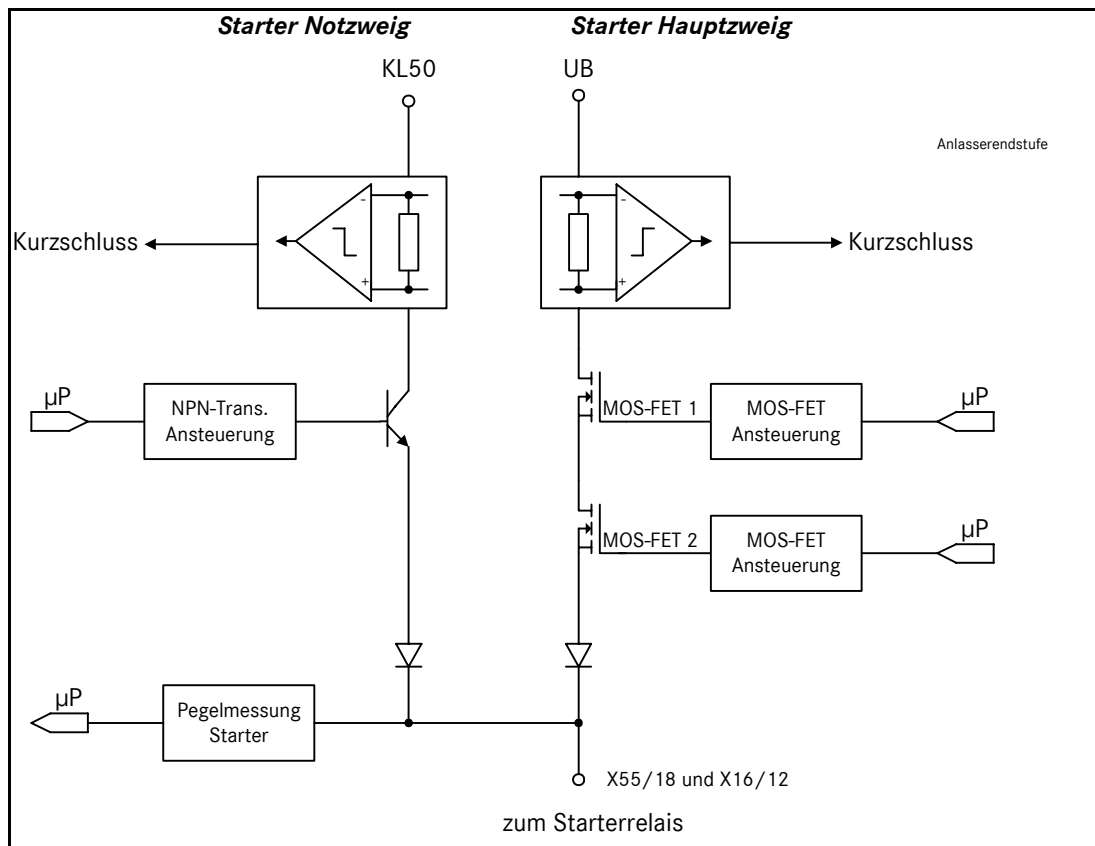 Starter Notzweig
Starter Hauptzweig
KL50
UB
Anlasserendstufe
-
-
Kurzschluss
Kurzschluss
+
+
µP
NPN-Trans.
Ansteuerung
MOS-FET 1
MOS-FET
Ansteuerung
µP
MOS-FET 2
MOS-FET
Ansteuerung
µP
µP
Pegelmessung
Starter
X55/18 und X16/12
zum Starterrelais